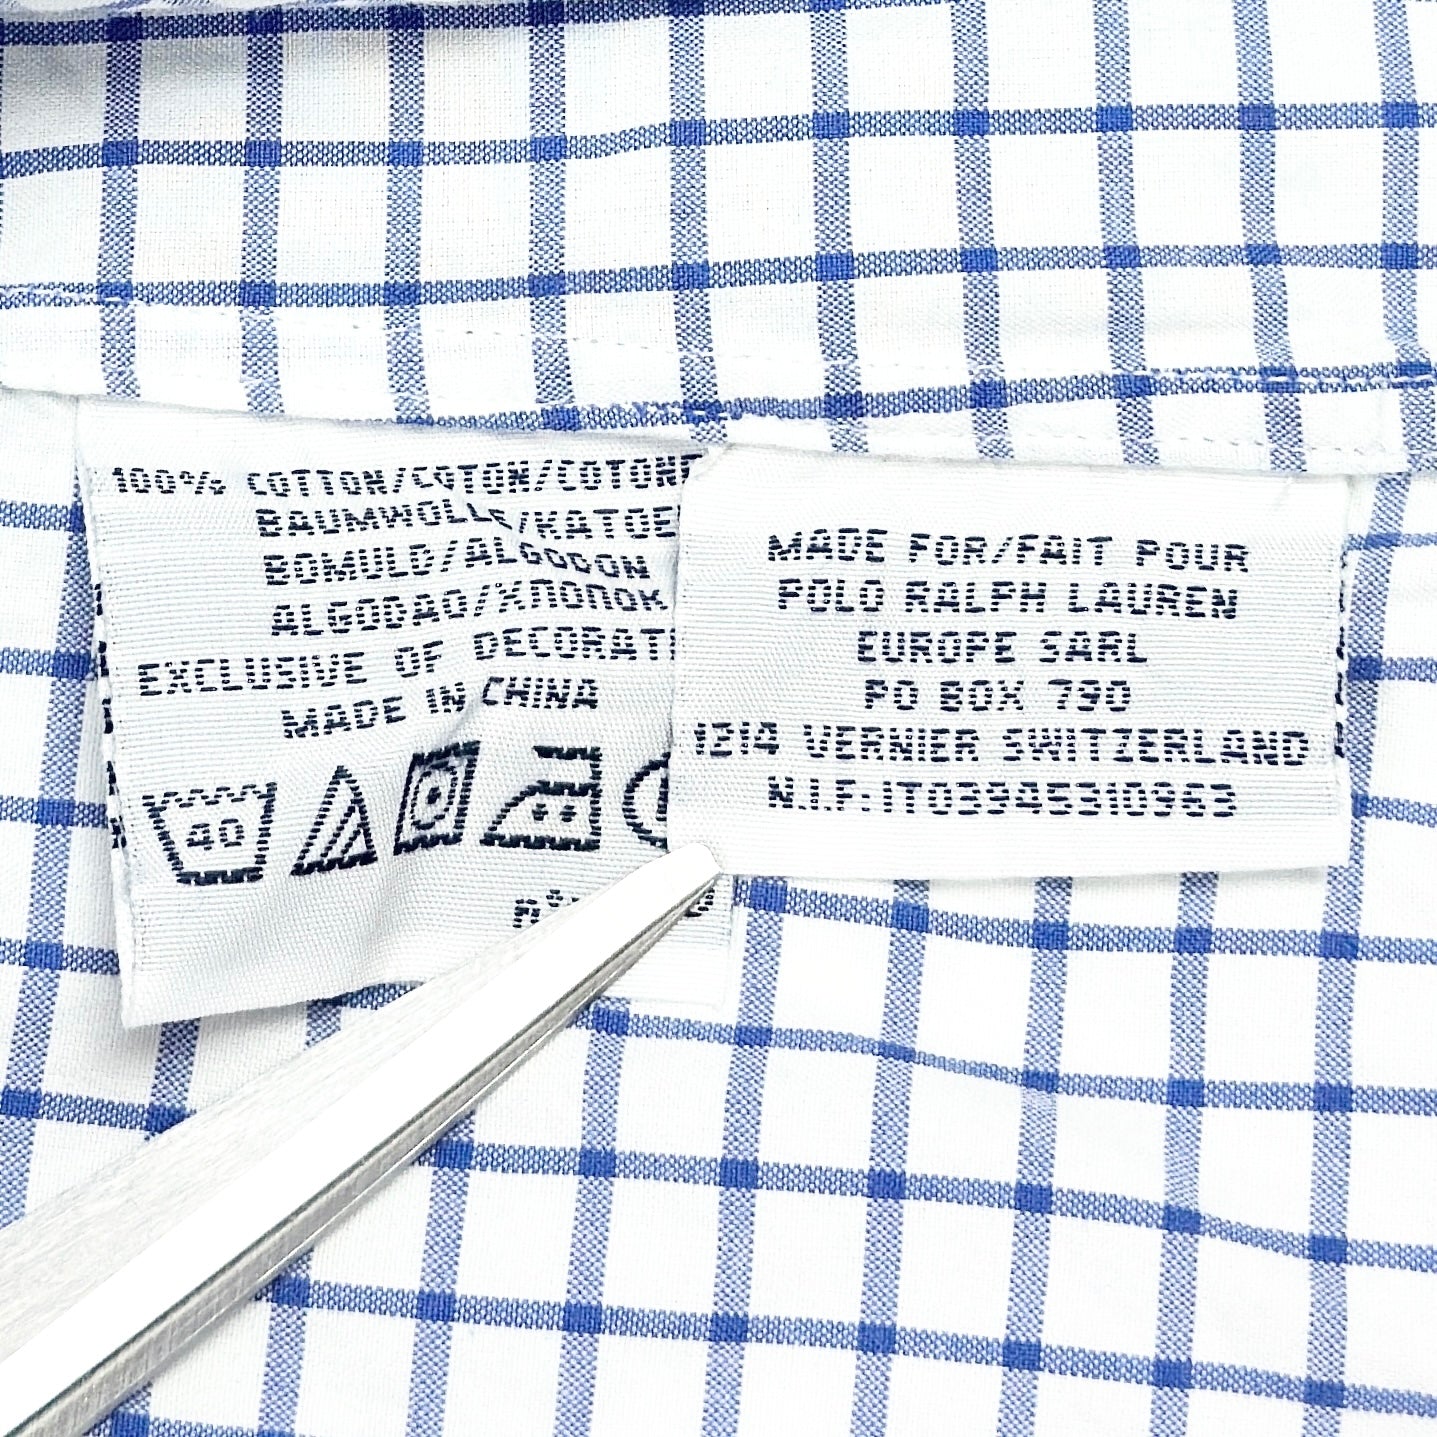 100% COTTON/COTON/COTONE
BAUMWOLLE/KATOE
BOMULD/ALGODON
ALGODAO/ХЛОПОК
EXCLUSIVE OF DECORATI
MADE IN CHINA
40
MADE FOR/FAIT POUR
POLO RALPH LAUREN
EUROPE SARL
PO BOX 790
1214 VERNIER SWITZERLAND
N.I.F:IT03945310963